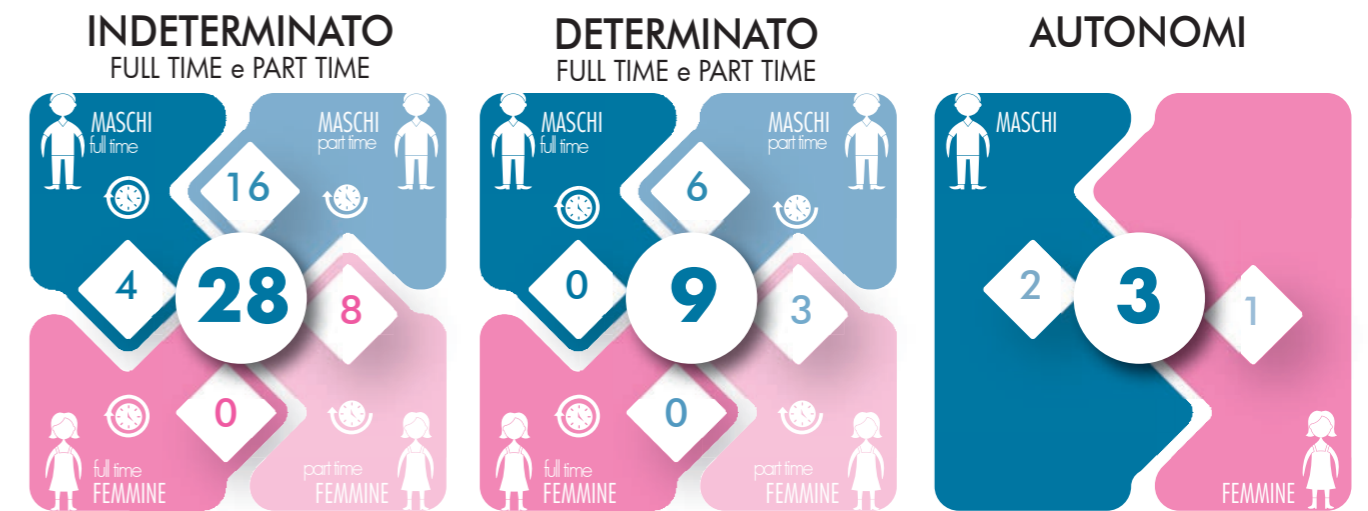 INDETERMINATO
FULL TIME e PART TIME
MASCHI
full time
MASCHI
part time
16
4
28
8
0
full time
FEMMINE
part time
FEMMINE
DETERMINATO
FULL TIME e PART TIME
MASCHI
full time
MASCHI
part time
6
0
9
3
0
full time
FEMMINE
part time
FEMMINE
AUTONOMI
MASCHI
2
3
1
FEMMINE